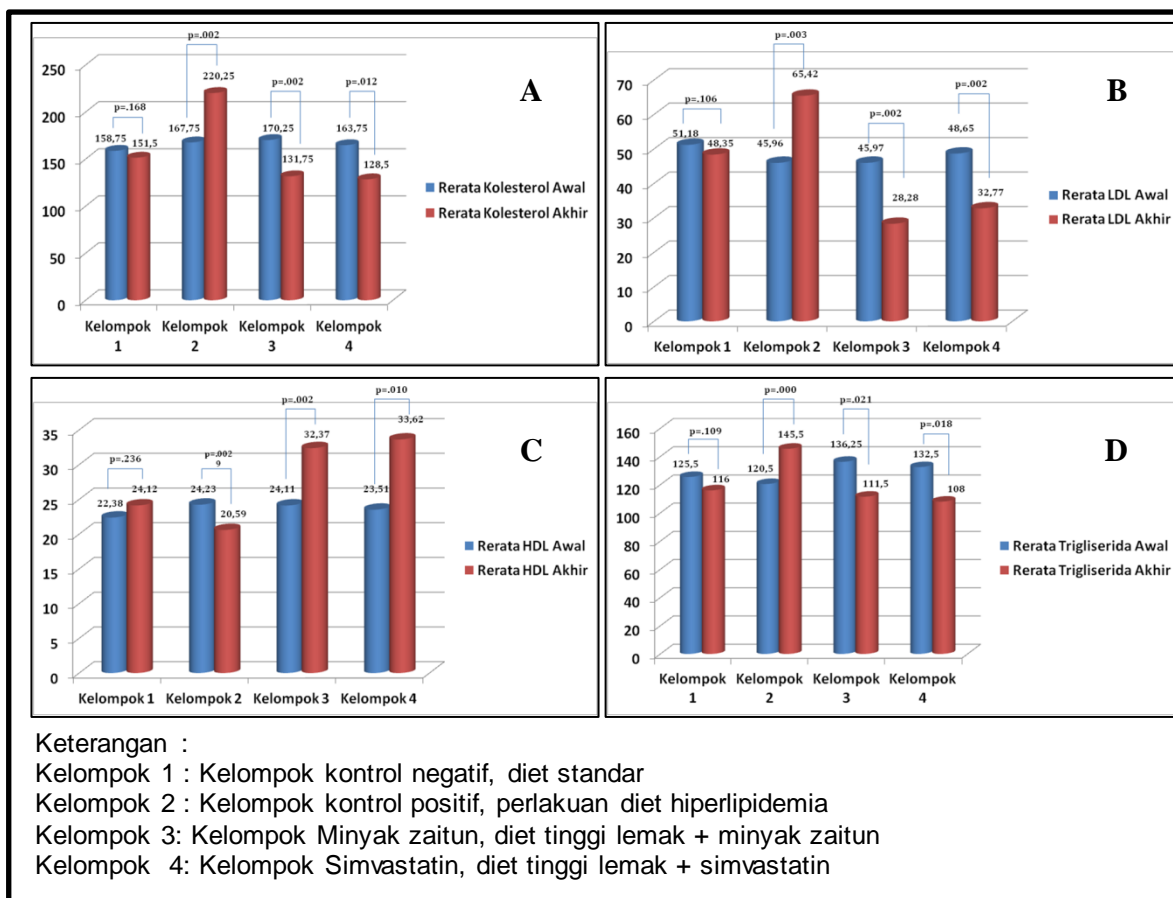 A
p=.002
220,25
p=.002
p=.012
p=.168
158,75
151,5
167,75
170,25
131,75
163,75
128,5
250
200
150
100
50
0
Rerata Kolesterol Awal
Rerata Kolesterol Akhir
Kelompok 1
Kelompok 2
Kelompok 3
Kelompok 4
B
p=.003
65,42
p=.002
p=.106
51,18
48,35
45,96
p=.002
45,97
28,28
48,65
32,77
70
60
50
40
30
20
10
0
Rerata LDL Awal
Rerata LDL Akhir
Kelompok 1 Kelompok 2 Kelompok 3 Kelompok 4
C
p=.010
33,62
p=.002
32,37
p=.236
22,38
24,12
p=.002
9
24,23
20,59
24,11
23,51
35
30
25
20
15
10
5
0
Rerata HDL Awal
Rerata HDL Akhir
Kelompok 1 Kelompok 2 Kelompok 3 Kelompok 4
D
p=.000
145,5
p=.021
p=.109
125,5
116
120,5
136,25
111,5
p=.018
132,5
108
160
140
120
100
80
60
40
20
0
Rerata Trigliserida Awal
Rerata Trigliserida Akhir
Kelompok 1
Kelompok 2
Kelompok 3
Kelompok 4
Keterangan :
Kelompok 1 : Kelompok kontrol negatif, diet standar
Kelompok 2 : Kelompok kontrol positif, perlakuan diet hiperlipidemia
Kelompok 3: Kelompok Minyak zaitun, diet tinggi lemak + minyak zaitun
Kelompok 4: Kelompok Simvastatin, diet tinggi lemak + simvastatin